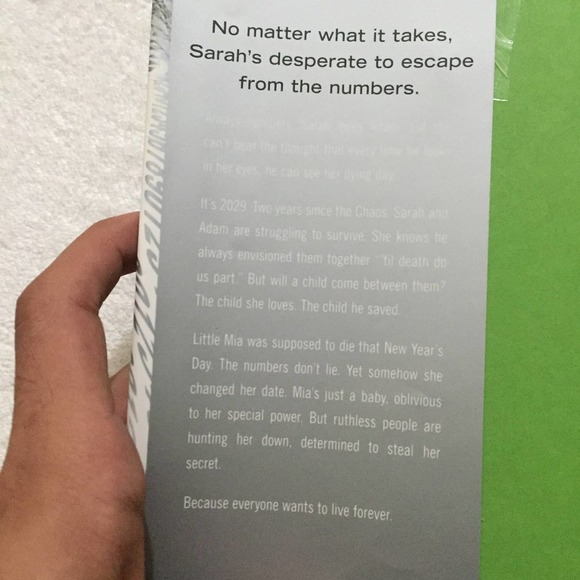 No matter what it takes,
Sarah's desperate to escape
from the numbers.
can't bear the thought that every time he looks
in her eyes, he can see her dying day.
It's 2029. Two years since the Chaos. Sarah and
Adam are struggling to survive. She knows he
always envisioned them together "til death do
us part." But will a child come between them?
The child she loves. The child he saved.
Little Mia was supposed to die that New Year's
Day. The numbers don't lie. Yet somehow she
changed her date. Mia's just a baby, oblivious
to her special power. But ruthless people are
hunting her down, determined to steal her
secret.
Because everyone wants to live forever.